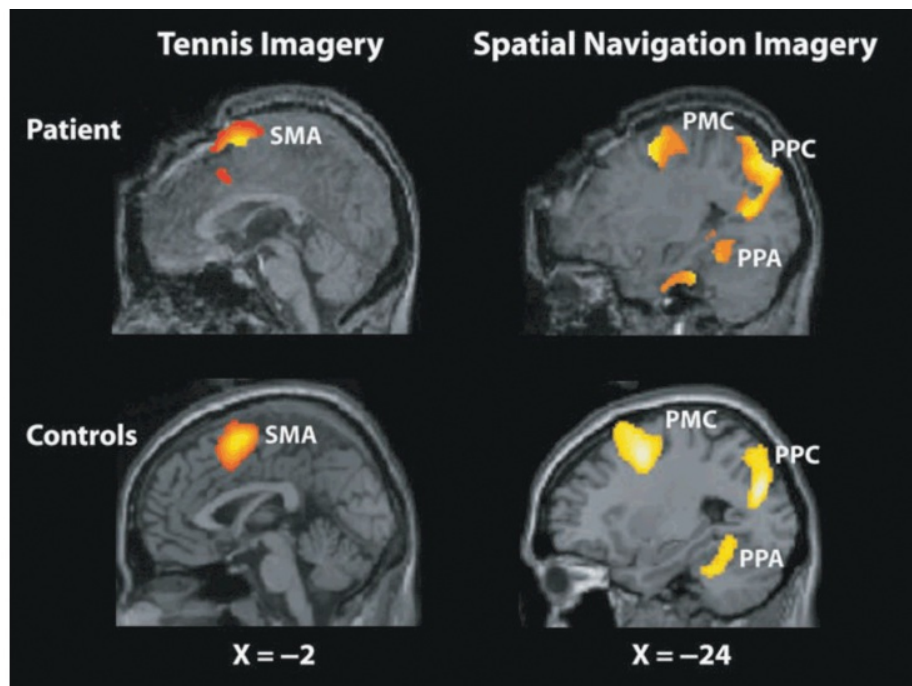 Tennis Imagery
Spatial Navigation Imagery
Patient
SMA
PMC
PPC
PPA
Controls
SMA
PMC
PPC
PPA
X = −2
X = −24